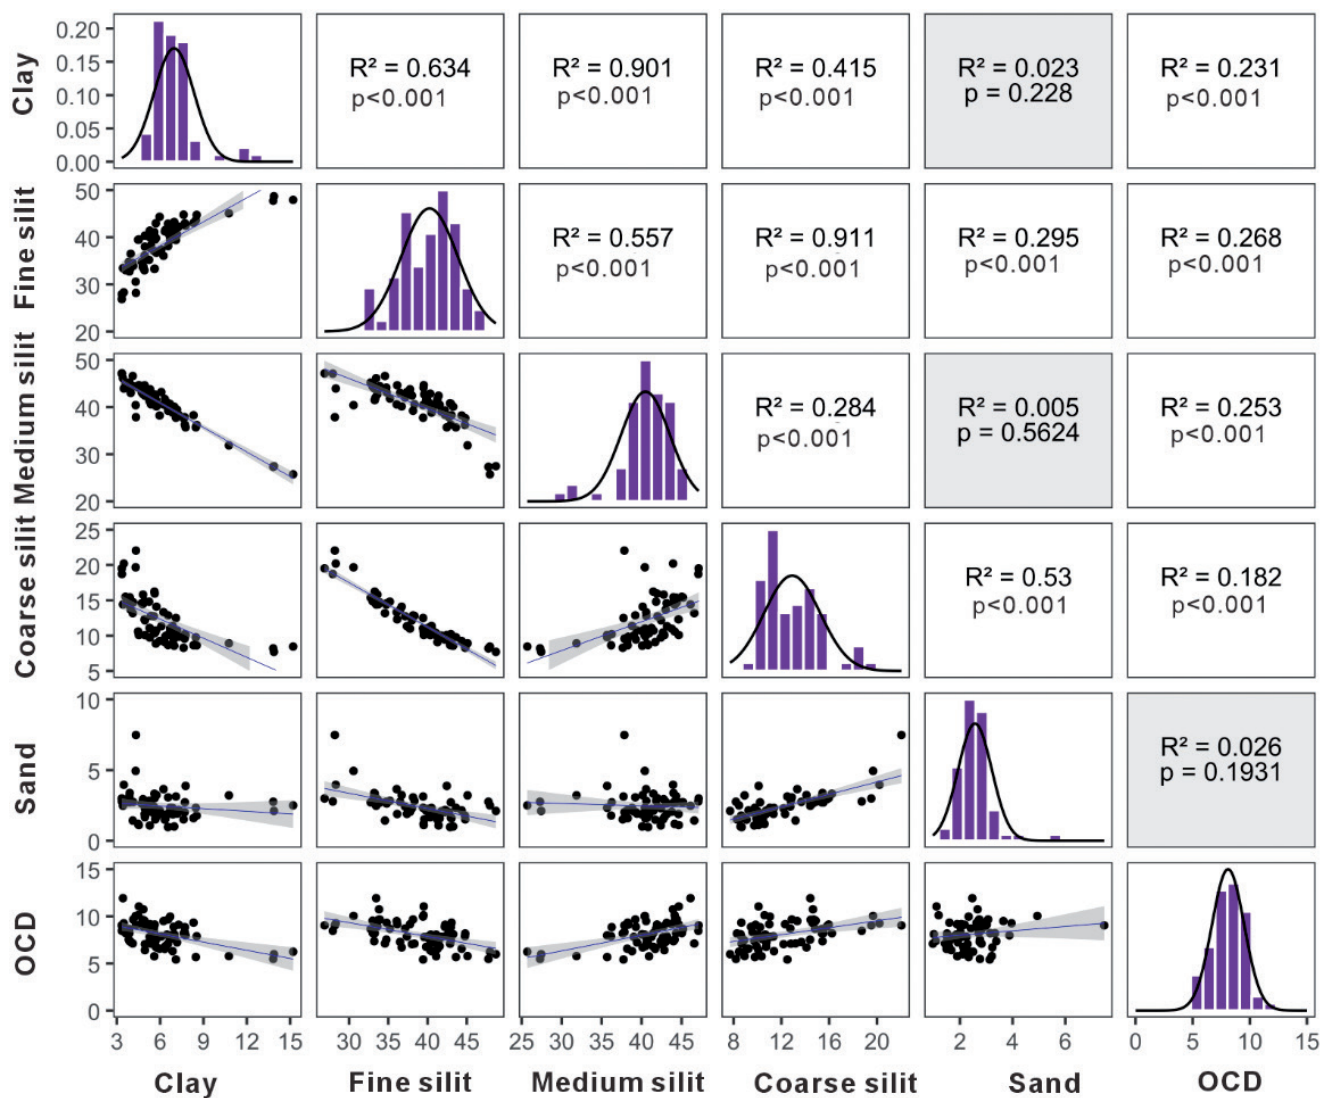 Clay
0.20
0.15
0.10
0.05
0.00
R² = 0.634
p<0.001
R² = 0.901
p<0.001
R² = 0.415
p<0.001
R² = 0.023
p = 0.228
R² = 0.231
p<0.001
Fine silit
50
40
30
20
R² = 0.557
p<0.001
R² = 0.911
p<0.001
R² = 0.295
p<0.001
R² = 0.268
p<0.001
Medium silit
50
40
30
20
R² = 0.284
p<0.001
R² = 0.005
p = 0.5624
R² = 0.253
p<0.001
Coarse silit
25
20
15
10
5
R² = 0.53
p<0.001
R² = 0.182
p<0.001
Sand
10
5
0
R² = 0.026
p = 0.1931
OCD
15
10
5
0
3 6 9 12 15
30 35 40 45
25 30 35 40 45
8 12 16 20
2 4 6
0 5 10 15
Clay
Fine silit
Medium silit
Coarse silit
Sand
OCD